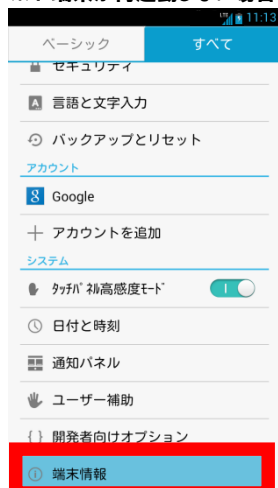 11:13
ベーシック
すべて
セキュリティ
言語と文字入力
バックアップとリセット
アカウント
Google
アカウントを追加
システム
ﾀｯﾁﾊﾟﾈﾙ高感度ﾓｰﾄﾞ
日付と時刻
通知パネル
ユーザー補助
開発者向けオプション
端末情報